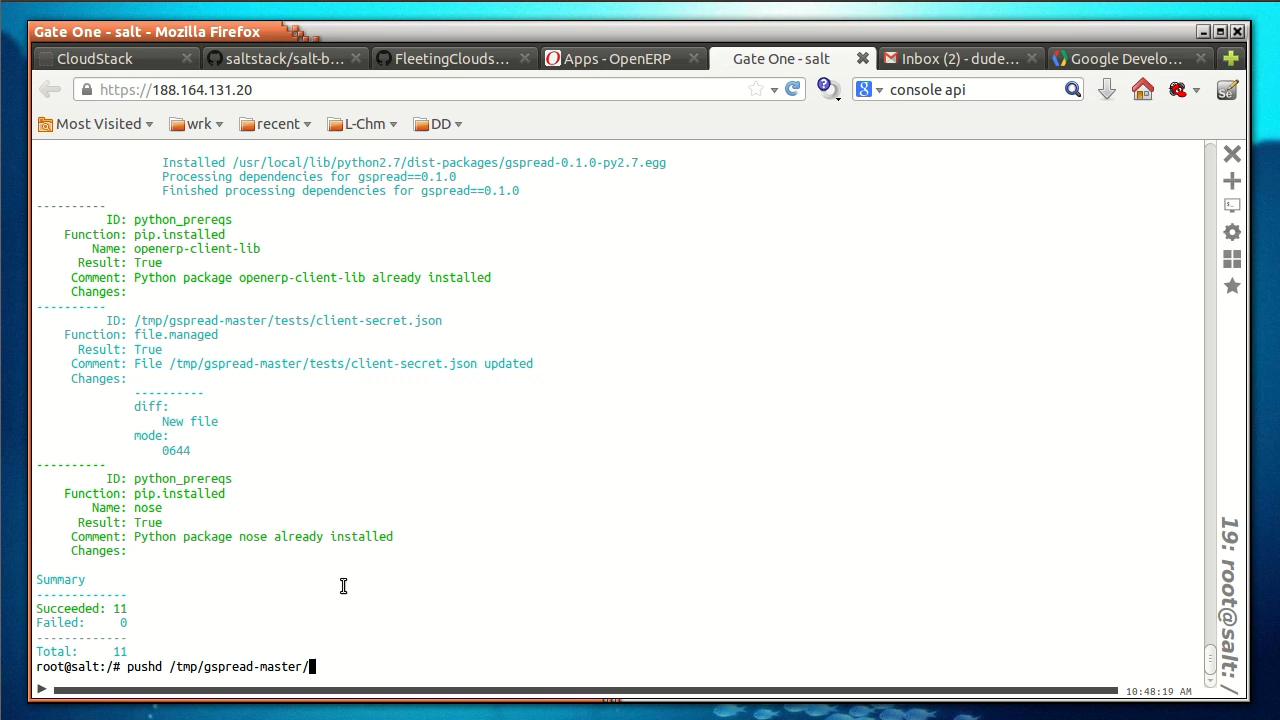 Gate One - salt - Mozilla Firefox
CloudStack
saltstack/salt-b...
FleetingClouds...
Apps - OpenERP
Gate One - salt
Inbox (2) - dude...
Google Develo...
https://188.164.131.20
console api
Most Visited
wrk
recent
L-Chm
DD
Installed /usr/local/lib/python2.7/dist-packages/gspread-0.1.0-py2.7.egg
Processing dependencies for gspread==0.1.0
Finished processing dependencies for gspread==0.1.0
----------
ID: python_prereqs
Function: pip.installed
Name: openerp-client-lib
Result: True
Comment: Python package openerp-client-lib already installed
Changes:
----------
ID: /tmp/gspread-master/tests/client-secret.json
Function: file.managed
Result: True
Comment: File /tmp/gspread-master/tests/client-secret.json updated
Changes:
----------
diff:
New file
mode:
0644
----------
ID: python_prereqs
Function: pip.installed
Name: nose
Result: True
Comment: Python package nose already installed
Changes:
Summary
-------------
Succeeded: 11
Failed: 0
-------------
Total: 11
root@salt:/# pushd /tmp/gspread-master/
10:48:19 AM
19: root@salt: /